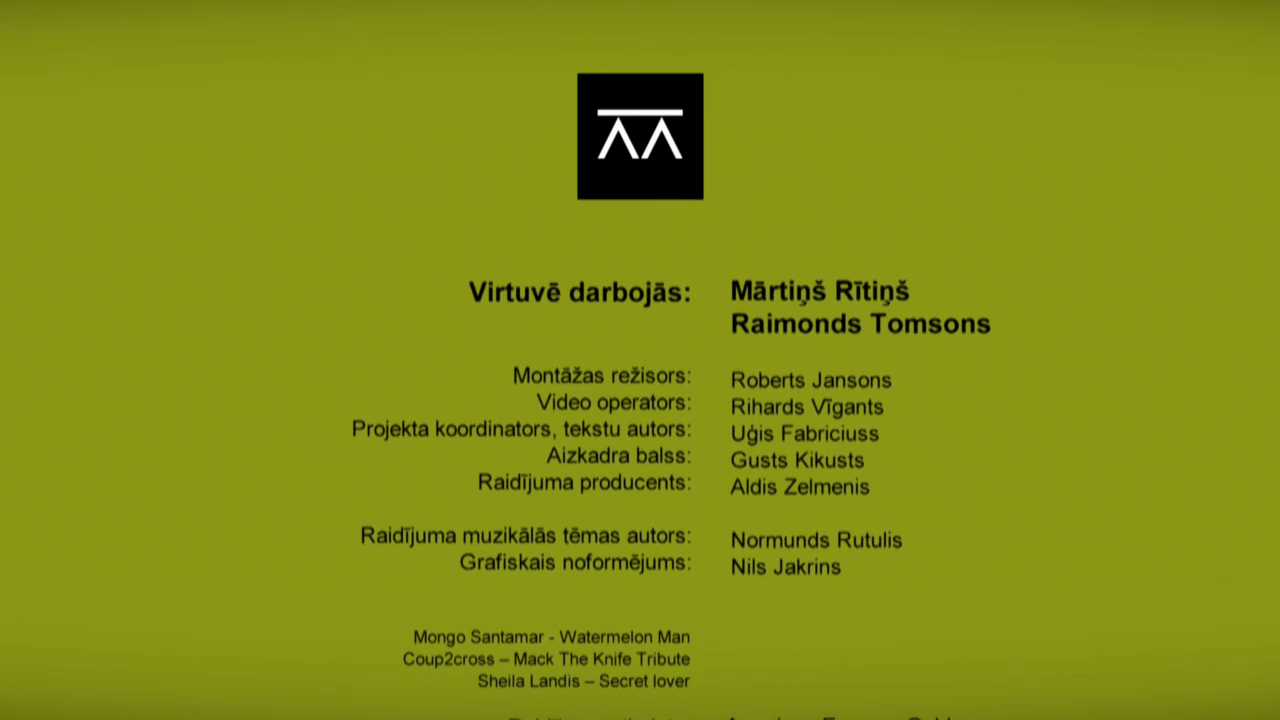 Virtuvē darbojās: Mārtiņš Rītiņš
Raimonds Tomsons
Montāžas režisors: Roberts Jansons
Video operators: Rihards Vīgants
Projekta koordinators, tekstu autors: Uģis Fabriciuss
Aizkadra balss: Gusts Kikusts
Raidījuma producents: Aldis Zelmenis
Raidījuma muzikālās tēmas autors: Normunds Rutulis
Grafiskais noformējums: Nils Jakrins
Mongo Santamar - Watermelon Man
Coup2cross – Mack The Knife Tribute
Sheila Landis – Secret lover